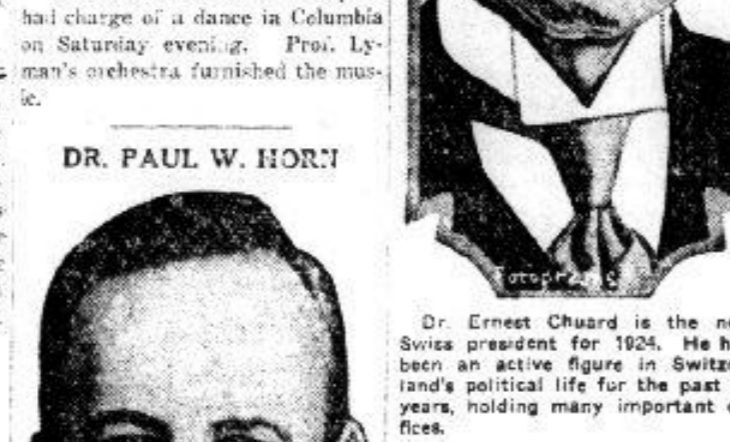 had charge of a dance in Columbia
on Saturday evening. Prof. Ly-
man's orchestra furnished the mus-
ic.
DR. PAUL W. HORN
Fotograms
Dr. Ernest Chuard is the
Swiss president for 1924. He
been an active figure in
land's political life for the past
years, holding many important
fices.